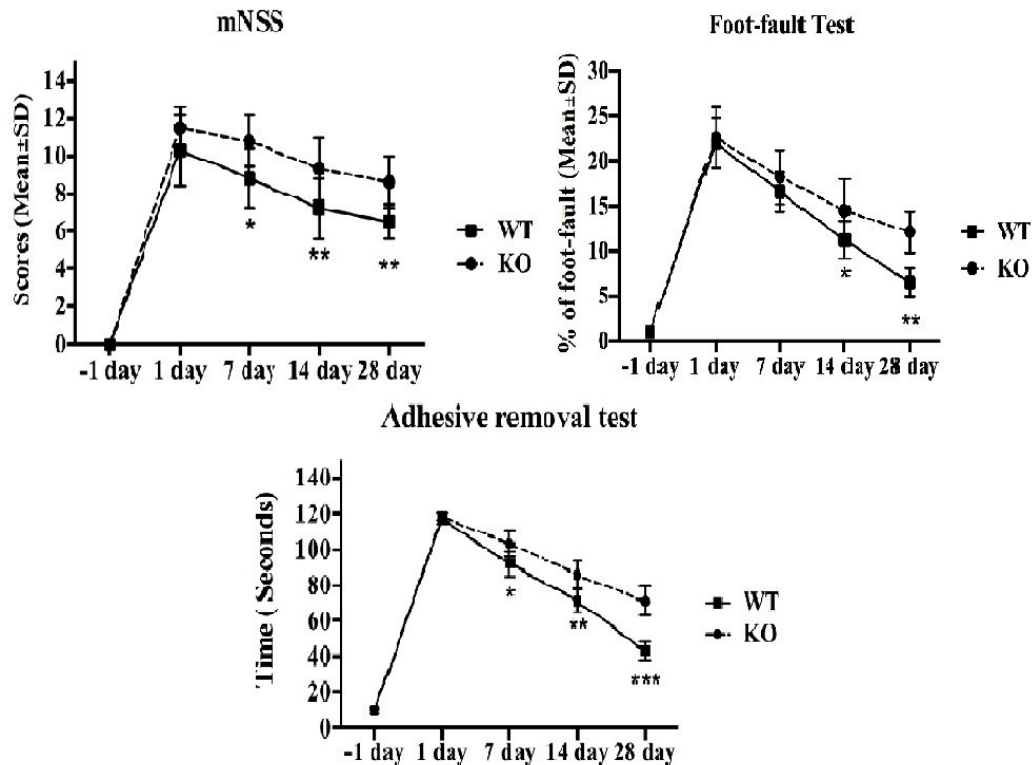 mNSS
Scores (Mean±SD)
14
12
10
8
6
4
2
0
-1 day 1 day 7 day 14 day 28 day
*
**
**
WT
KO
Foot-fault Test
% of foot-fault (Mean±SD)
30
25
20
15
10
5
0
-1 day 1 day 7 day 14 day 28 day
*
**
WT
KO
Adhesive removal test
Time ( Seconds)
140
120
100
80
60
40
20
0
-1 day 1 day 7 day 14 day 28 day
*
**
***
WT
KO